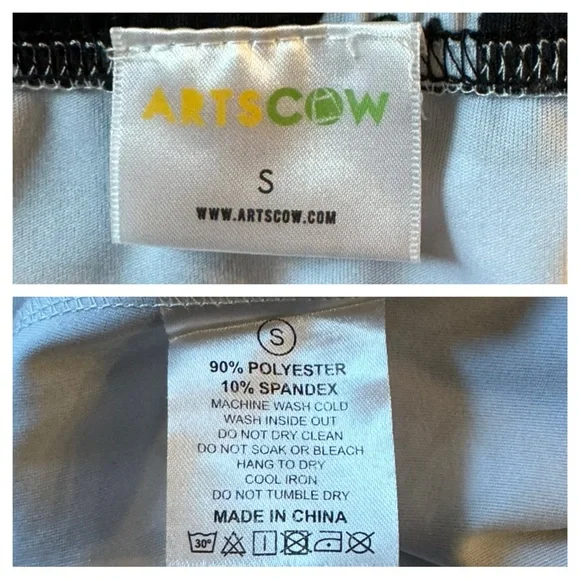 ARTSCOW
S
WWW.ARTSCOW.COM
S
90% POLYESTER
10% SPANDEX
MACHINE WASH COLD
WASH INSIDE OUT
DO NOT DRY CLEAN
DO NOT SOAK OR BLEACH
HANG TO DRY
COOL IRON
DO NOT TUMBLE DRY
MADE IN CHINA
30°